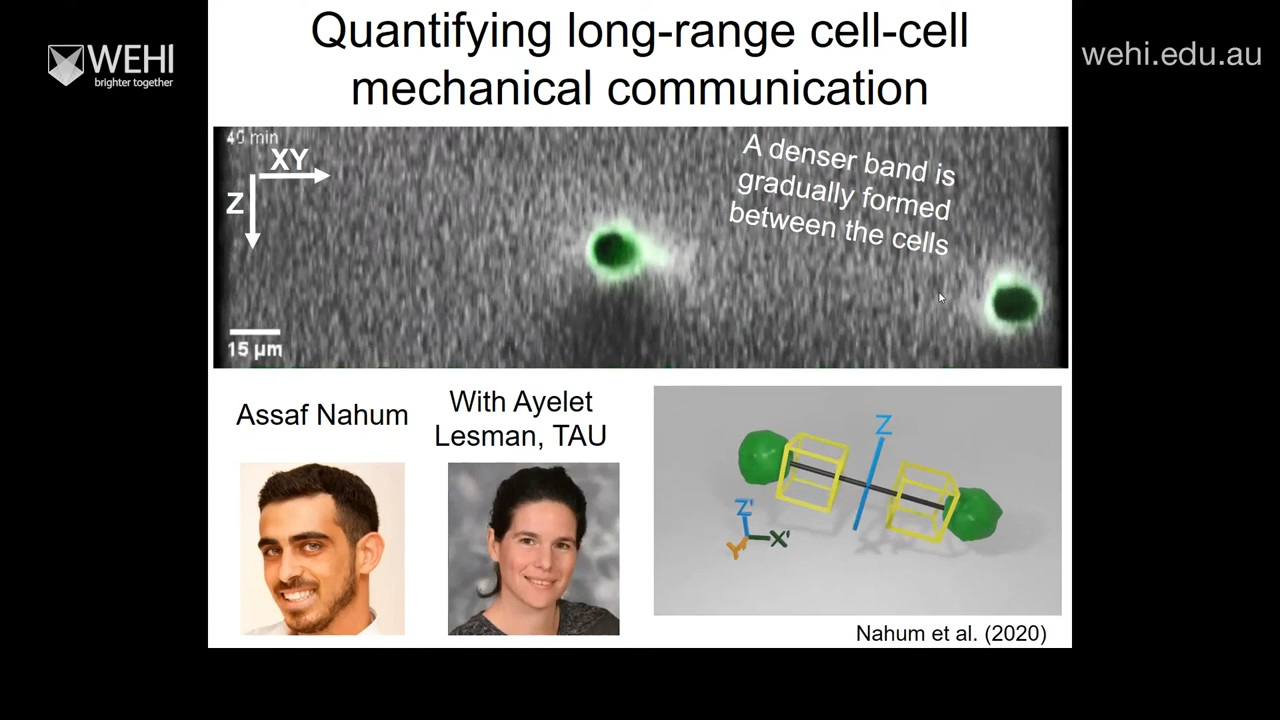 WEHI
brighter together
wehi.edu.au
Quantifying long-range cell-cell
mechanical communication
40 min
XY
Z
15 µm
A denser band is
gradually formed
between the cells
Assaf Nahum
With Ayelet
Lesman, TAU
Z
Z'
Y'
X'
Nahum et al. (2020)